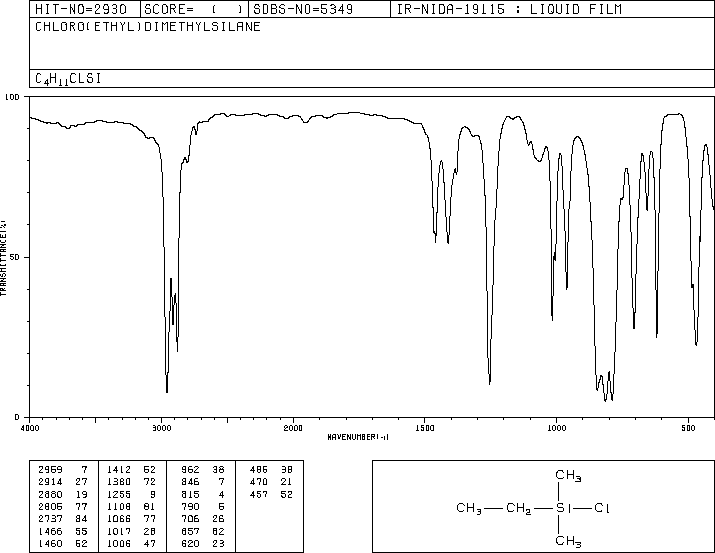 HIT-NO=2930 SCORE= ( ) SDBS-NO=5349 IR-NIDA-19115 : LIQUID FILM
CHLORO(ETHYL)DIMETHYLSILANE
C4H11CLSI
100
50
0
TRANSMITTANCE(%)
4000 3000 2000 1500 1000 500
WAVENUMBER(-1)
2969 7 1412 52 962 38 486 38
2914 27 1380 72 846 7 470 21
2880 19 1255 9 815 4 457 52
2805 77 1108 81 790 5
2737 84 1066 77 706 26
1466 55 1017 28 657 62
1460 52 1006 47 620 23
CH3
CH3 CH2 Si Cl
CH3